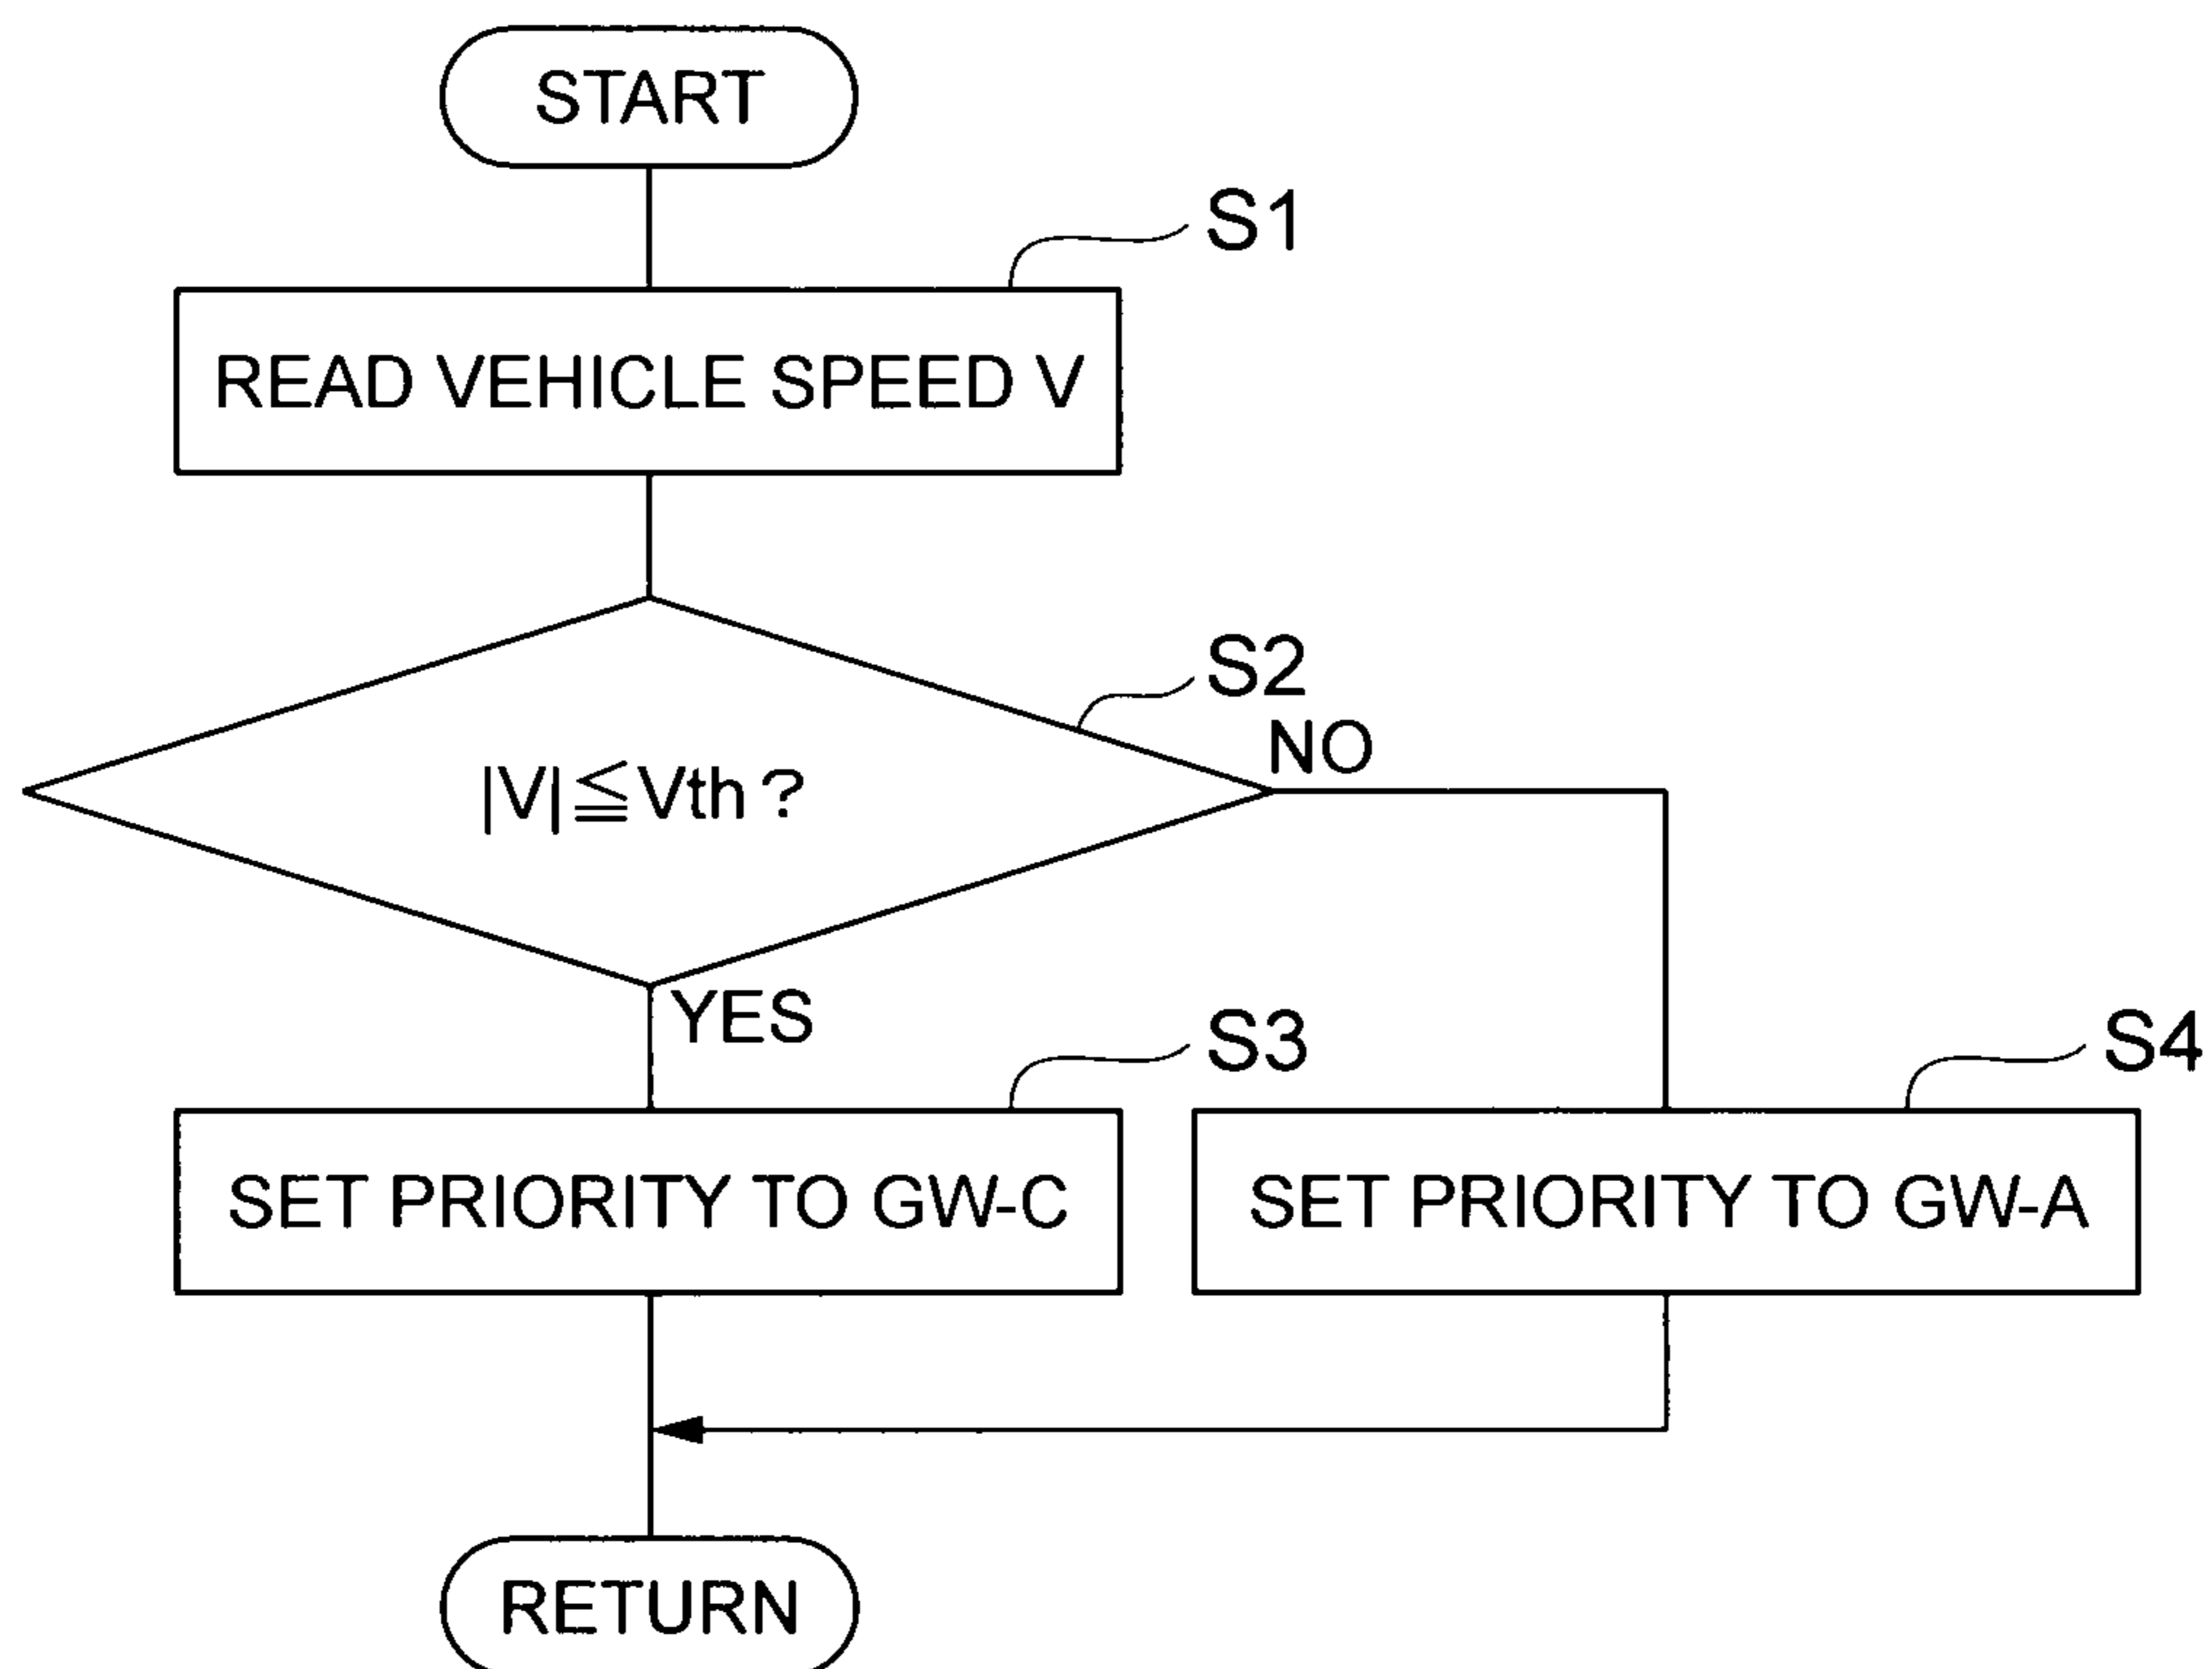 START
S1
READ VEHICLE SPEED V
S2
NO
|V|≦Vth?
YES
S3
S4
SET PRIORITY TO GW-C
SET PRIORITY TO GW-A
RETURN